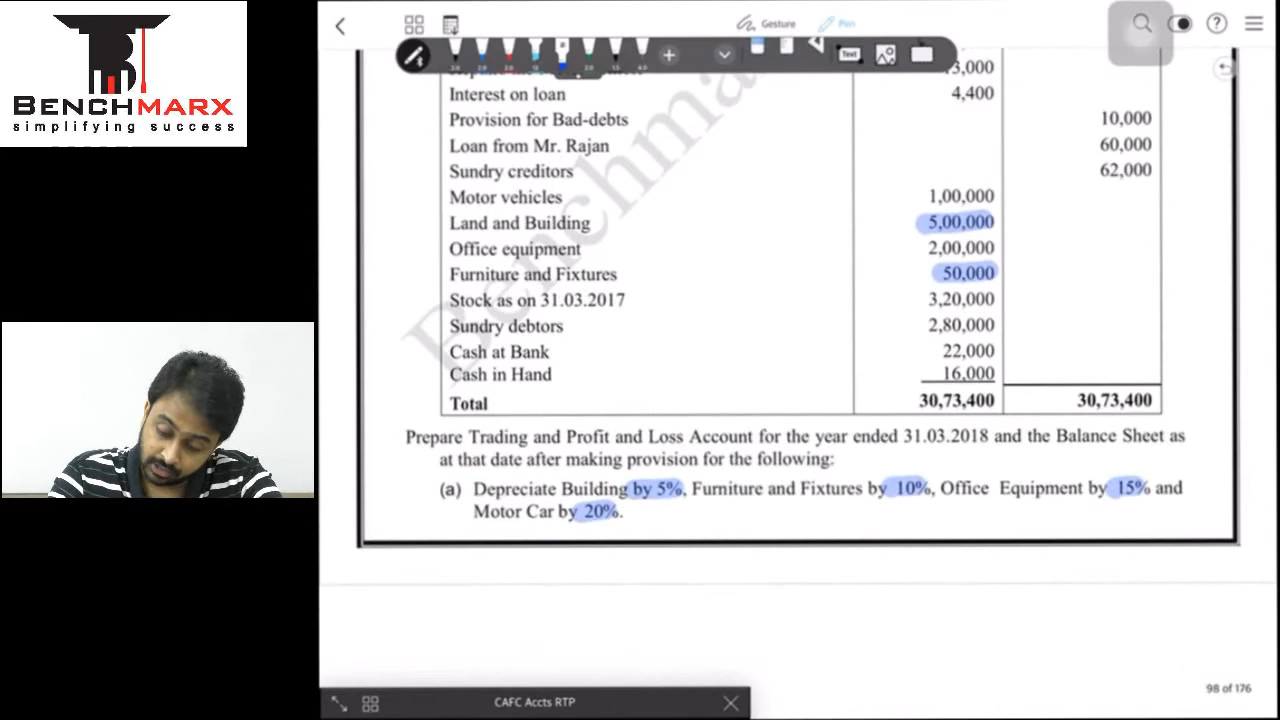 BENCHMARX
simplifying success
Gesture
Pen
Text
3,000
Interest on loan 4,400
Provision for Bad-debts 10,000
Loan from Mr. Rajan 60,000
Sundry creditors 62,000
Motor vehicles 1,00,000
Land and Building 5,00,000
Office equipment 2,00,000
Furniture and Fixtures 50,000
Stock as on 31.03.2017 3,20,000
Sundry debtors 2,80,000
Cash at Bank 22,000
Cash in Hand 16,000
Total 30,73,400 30,73,400
Benchma
Prepare Trading and Profit and Loss Account for the year ended 31.03.2018 and the Balance Sheet as
at that date after making provision for the following:
(a) Depreciate Building by 5%, Furniture and Fixtures by 10%, Office Equipment by 15% and
Motor Car by 20%.
98 of 176
CAFC Accts RTP